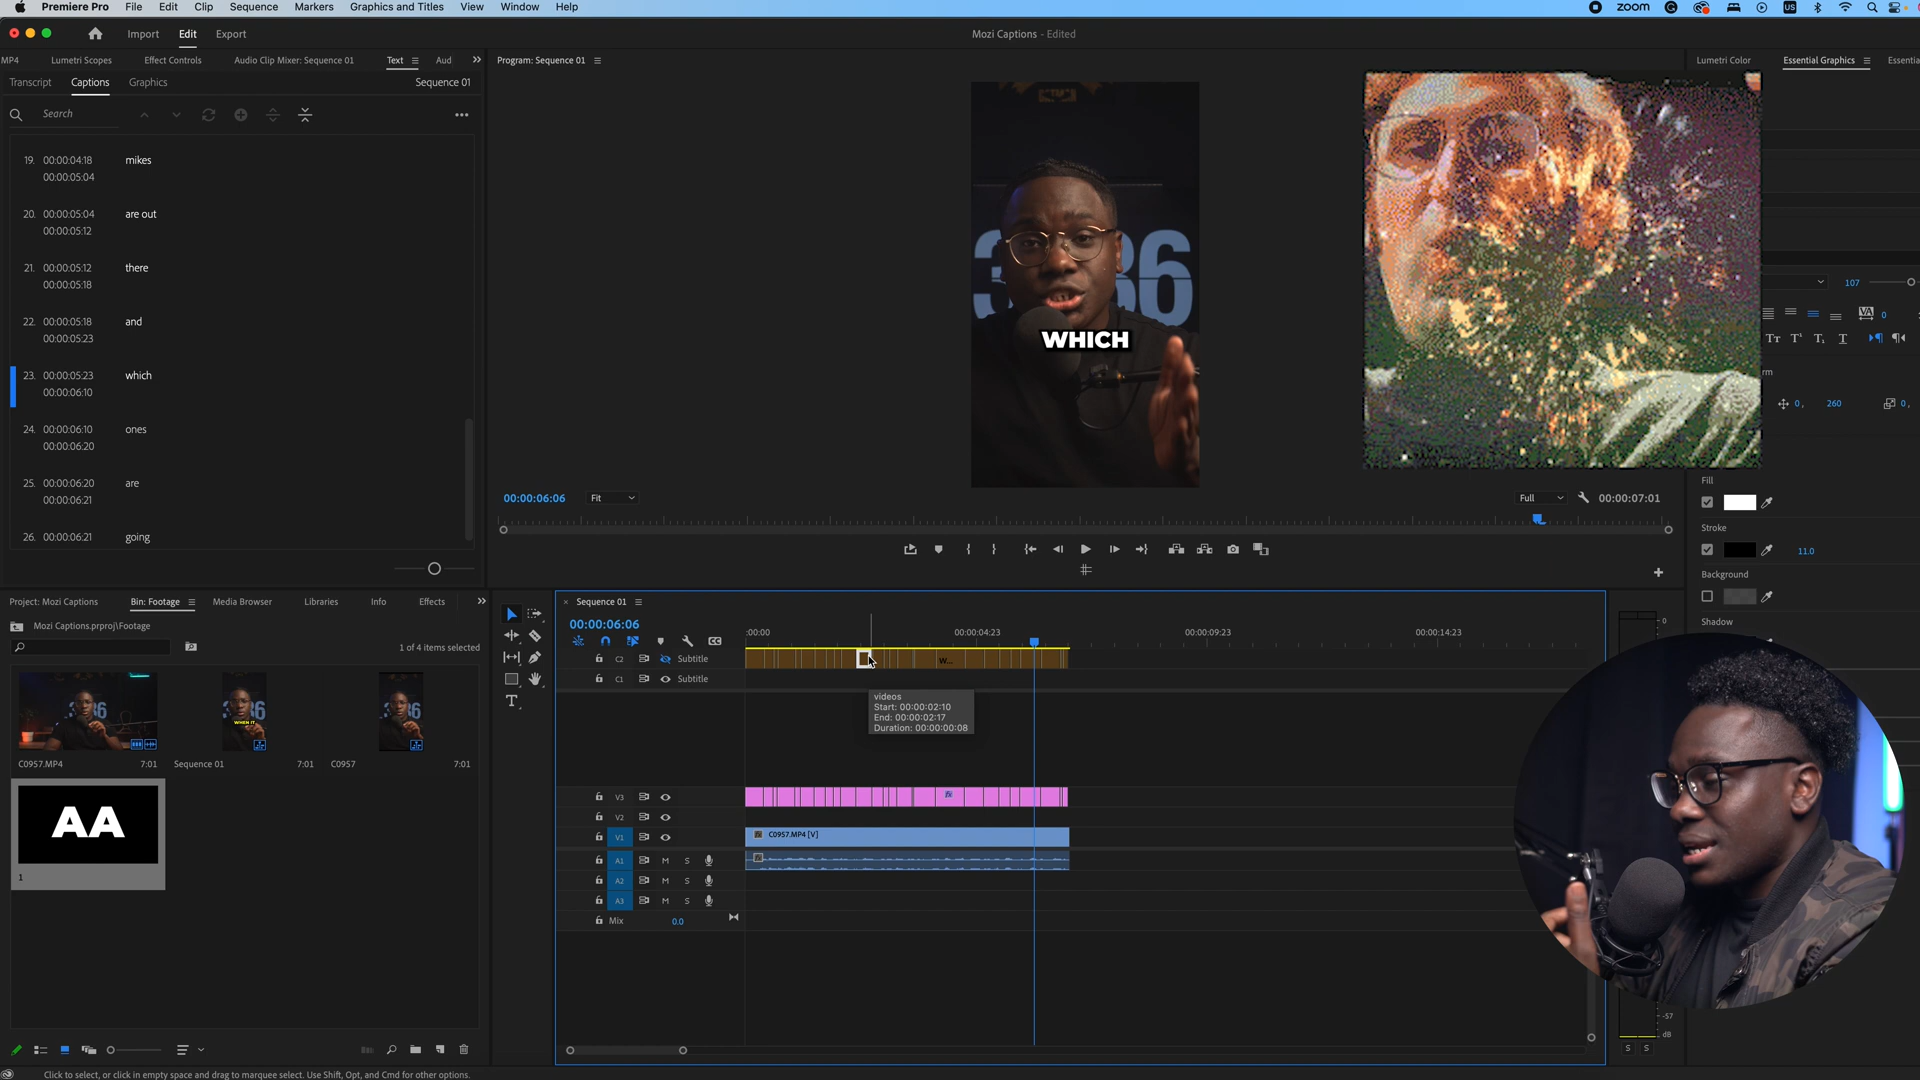 Premiere Pro File Edit Clip Sequence Markers Graphics and Titles View Window Help
zoom US
Import Edit Export
Mozi Captions - Edited
MP4 Lumetri Scopes Effect Controls Audio Clip Mixer: Sequence 01 Text Aud
Transcript Captions Graphics Sequence 01
Search
19. 00:00:04:18 mikes
00:00:05:04
20. 00:00:05:04 are out
00:00:05:12
21. 00:00:05:12 there
00:00:05:18
22. 00:00:05:18 and
00:00:05:23
23. 00:00:05:23 which
00:00:06:10
24. 00:00:06:10 ones
00:00:06:20
25. 00:00:06:20 are
00:00:06:21
26. 00:00:06:21 going
Program: Sequence 01
WHICH
00:00:06:06 Fit Full 00:00:07:01
Lumetri Color Essential Graphics Essentia
107
0
0, 260 0,
Fill
Stroke
11.0
Background
Shadow
Project: Mozi Captions Bin: Footage Media Browser Libraries Info Effects
Mozi Captions.prproj\Footage
1 of 4 items selected
WHEN IT
C0957.MP4 7:01 Sequence 01 7:01 C0957 7:01
AA
1
Sequence 01
00:00:06:06
:00:00 00:00:04:23 00:00:09:23 00:00:14:23
C2 Subtitle W...
C1 Subtitle
videos
Start: 00:00:02:10
End: 00:00:02:17
Duration: 00:00:00:08
V3
V2
V1 C0957.MP4 [V]
A1 M S
A2 M S
A3 M S
Mix 0.0
0
-57
dB
S S
Click to select, or click in empty space and drag to marquee select. Use Shift, Opt, and Cmd for other options.